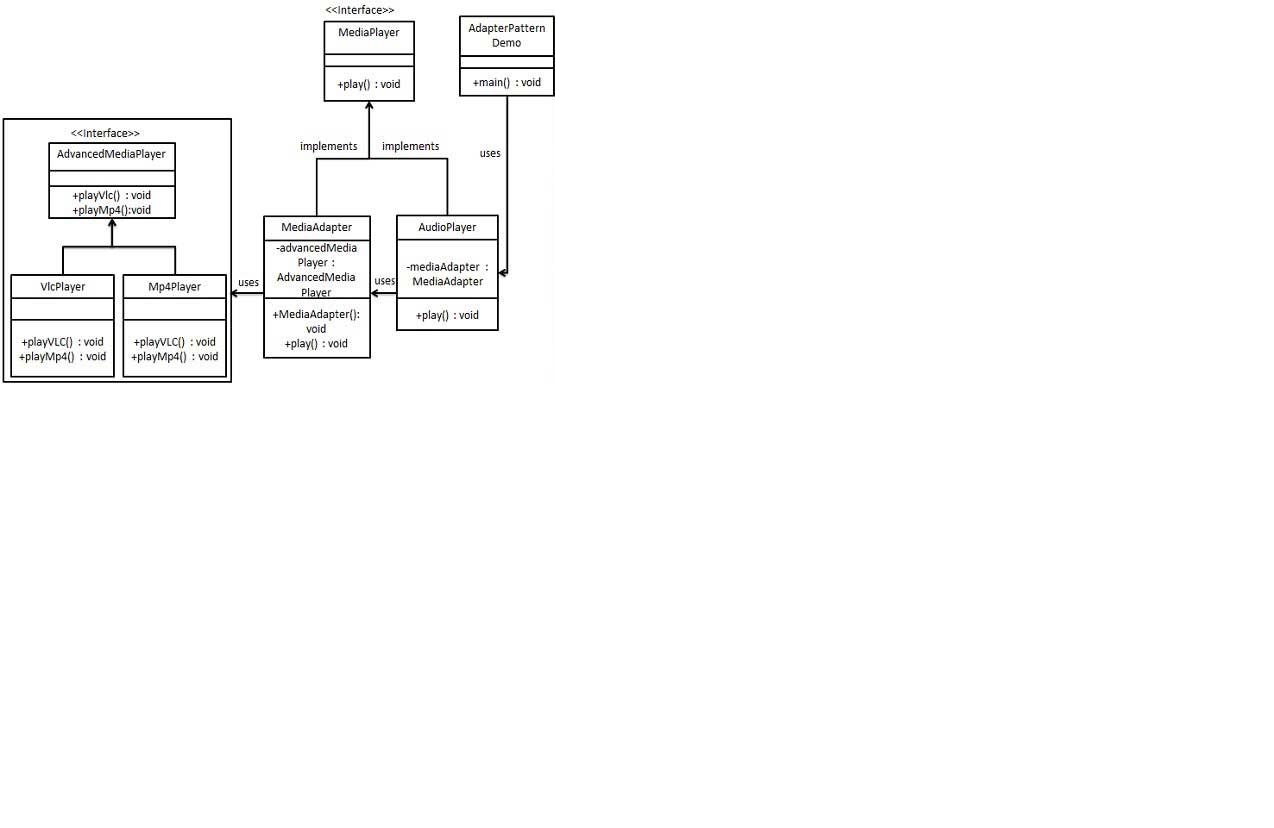 <<Interface>>
MediaPlayer
+play() : void
AdapterPattern
Demo
+main() : void
implements
implements
uses
<<Interface>>
AdvancedMediaPlayer
+playVlc() : void
+playMp4():void
VlcPlayer
+playVLC() : void
+playMp4() : void
Mp4Player
+playVLC() : void
+playMp4() : void
uses
MediaAdapter
-advancedMedia
Player :
AdvancedMedia
Player
+MediaAdapter():
void
+play() : void
uses
AudioPlayer
-mediaAdapter :
MediaAdapter
+play() : void